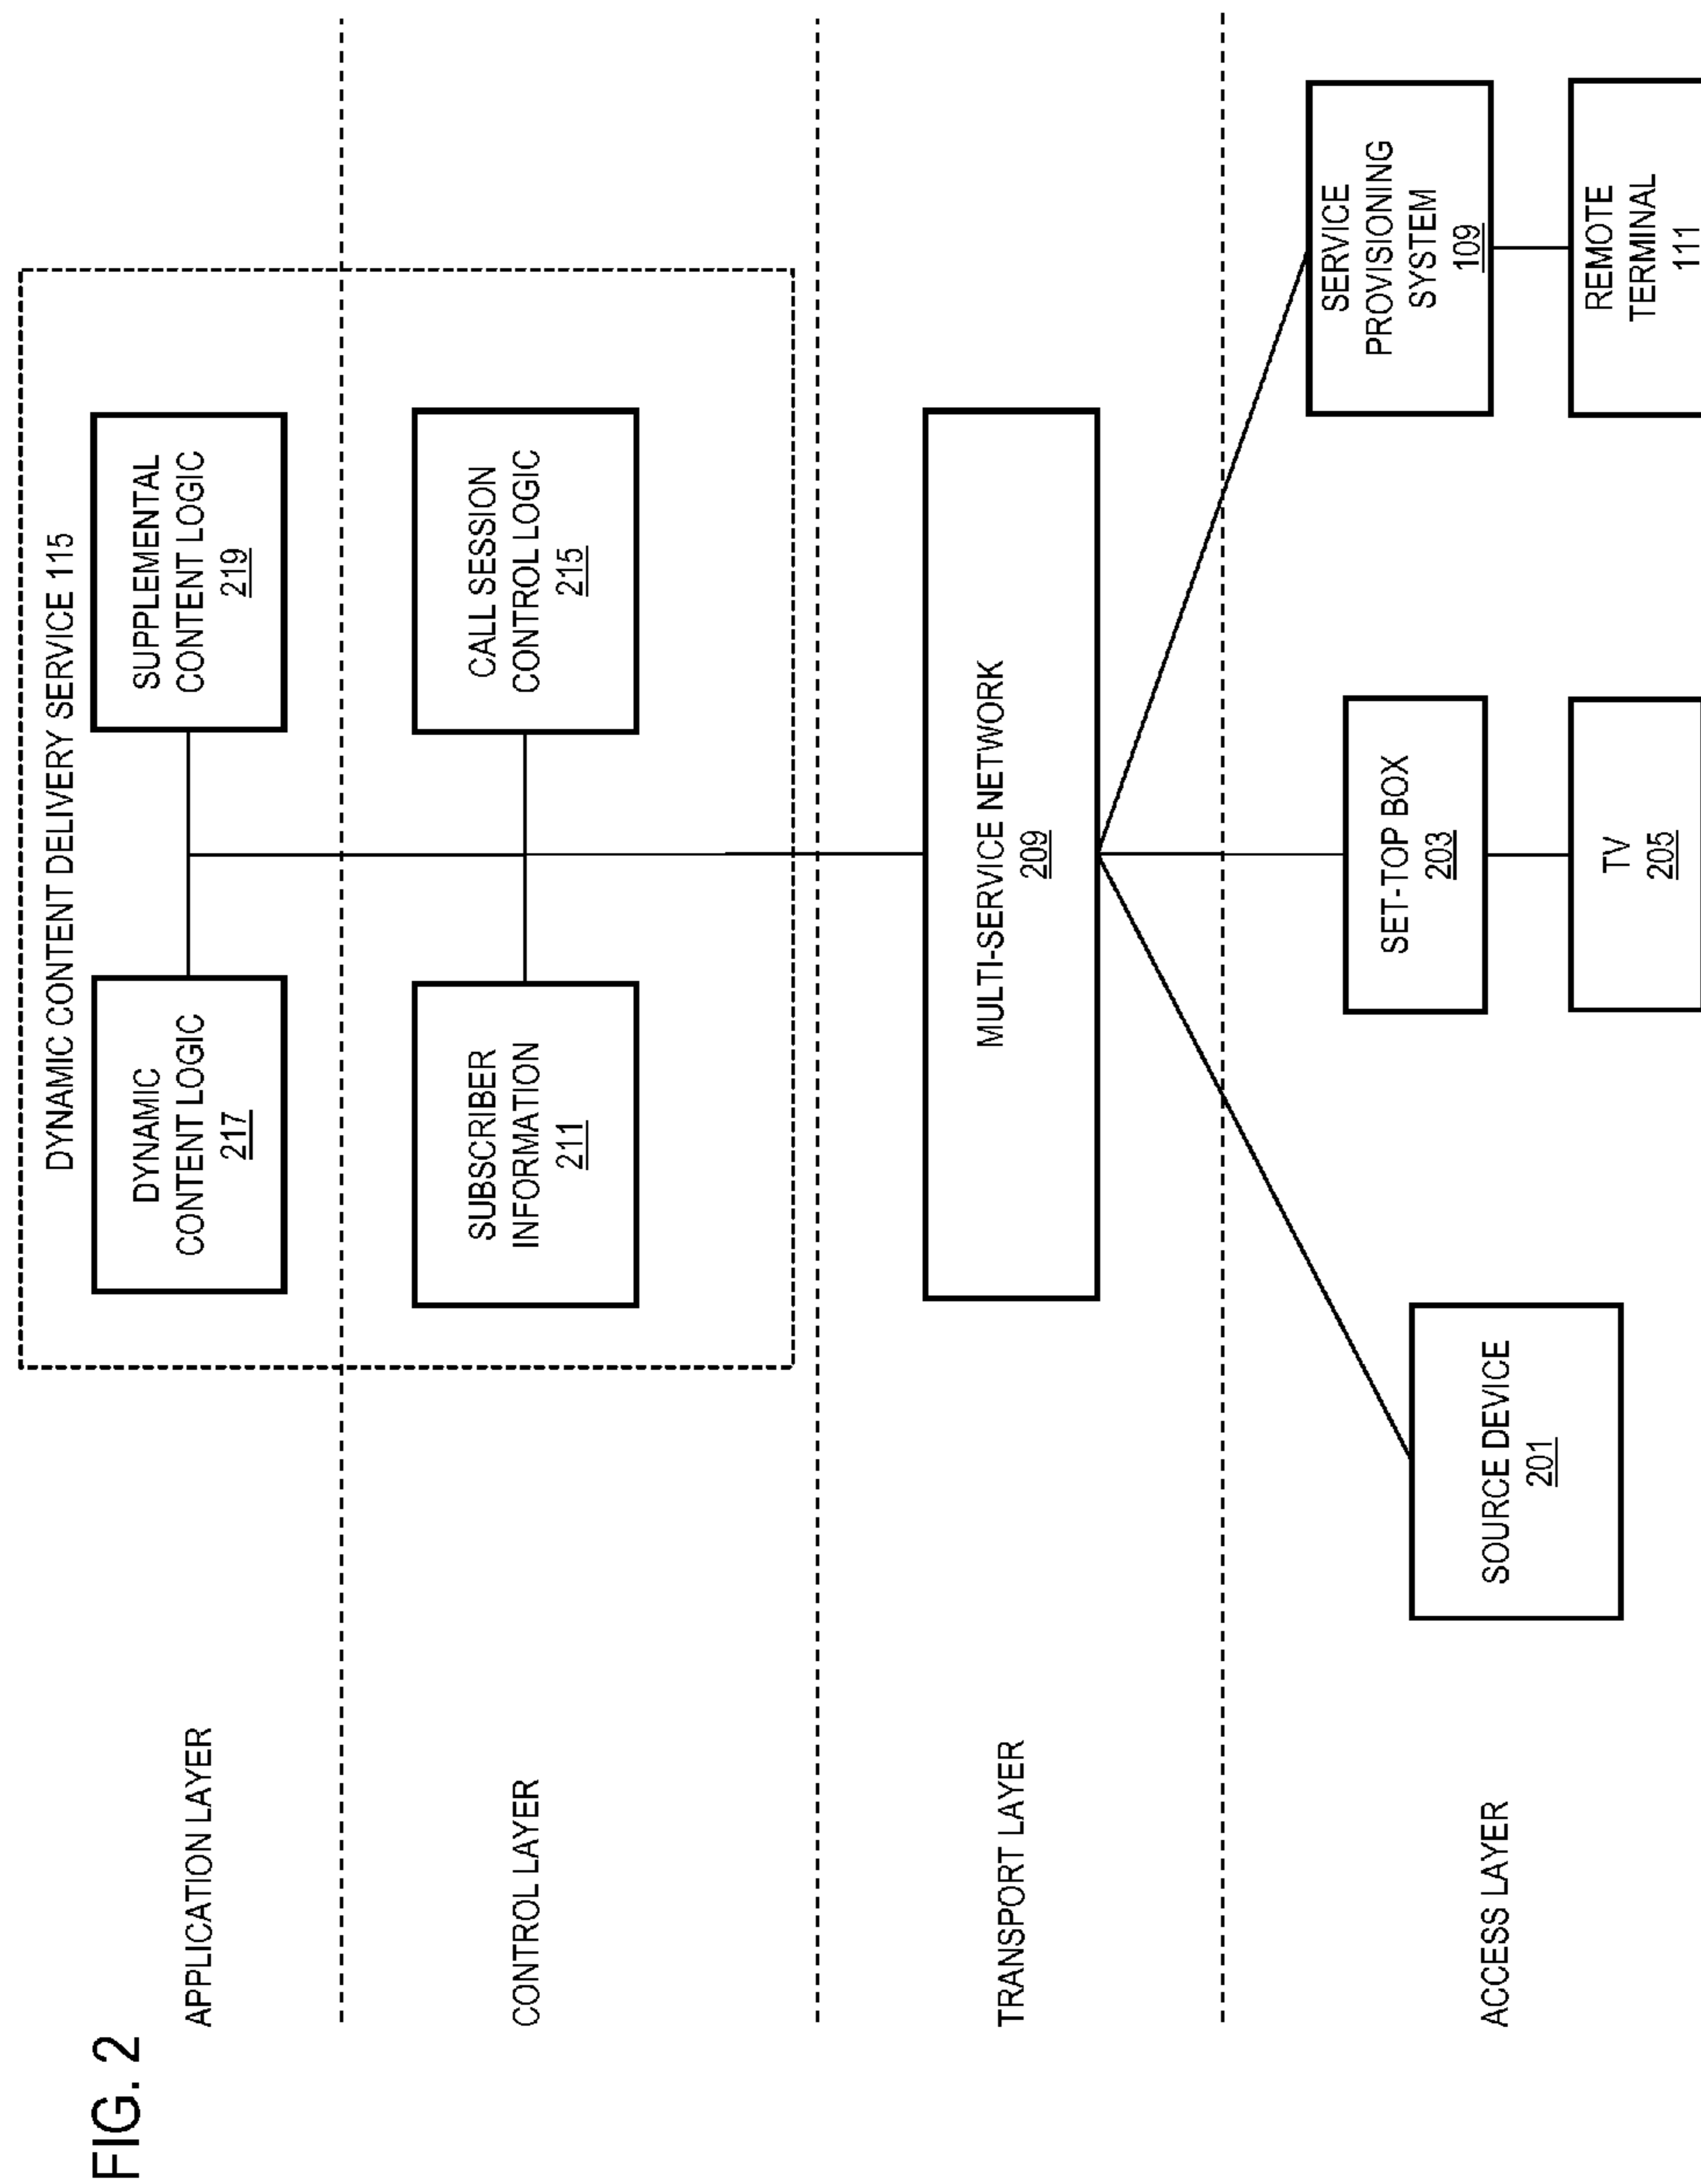 FIG. 2
DYNAMIC CONTENT DELIVERY SERVICE 115
APPLICATION LAYER
DYNAMIC
CONTENT LOGIC
217
SUPPLEMENTAL
CONTENT LOGIC
219
CONTROL LAYER
SUBSCRIBER
INFORMATION
211
CALL SESSION
CONTROL LOGIC
215
TRANSPORT LAYER
MULTI-SERVICE NETWORK
209
ACCESS LAYER
SOURCE DEVICE
201
SET-TOP BOX
203
TV
205
SERVICE
PROVISIONING
SYSTEM
109
REMOTE
TERMINAL
111